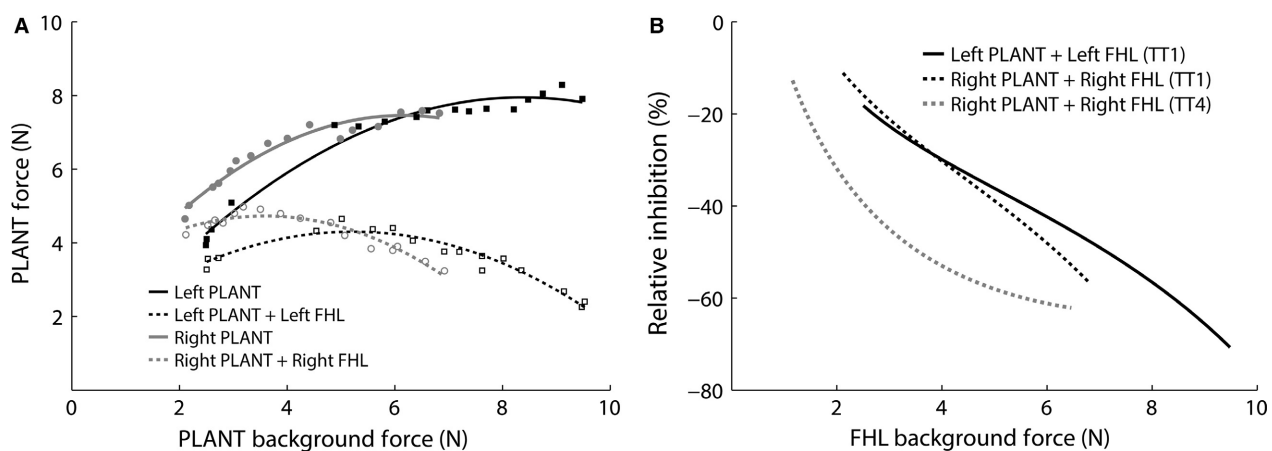 A
10
8
6
4
2
PLANT force (N)
Left PLANT
Left PLANT + Left FHL
Right PLANT
Right PLANT + Right FHL
0 2 4 6 8 10
PLANT background force (N)
B
0
−20
−40
−60
−80
Relative inhibition (%)
Left PLANT + Left FHL (TT1)
Right PLANT + Right FHL (TT1)
Right PLANT + Right FHL (TT4)
2 4 6 8 10
FHL background force (N)